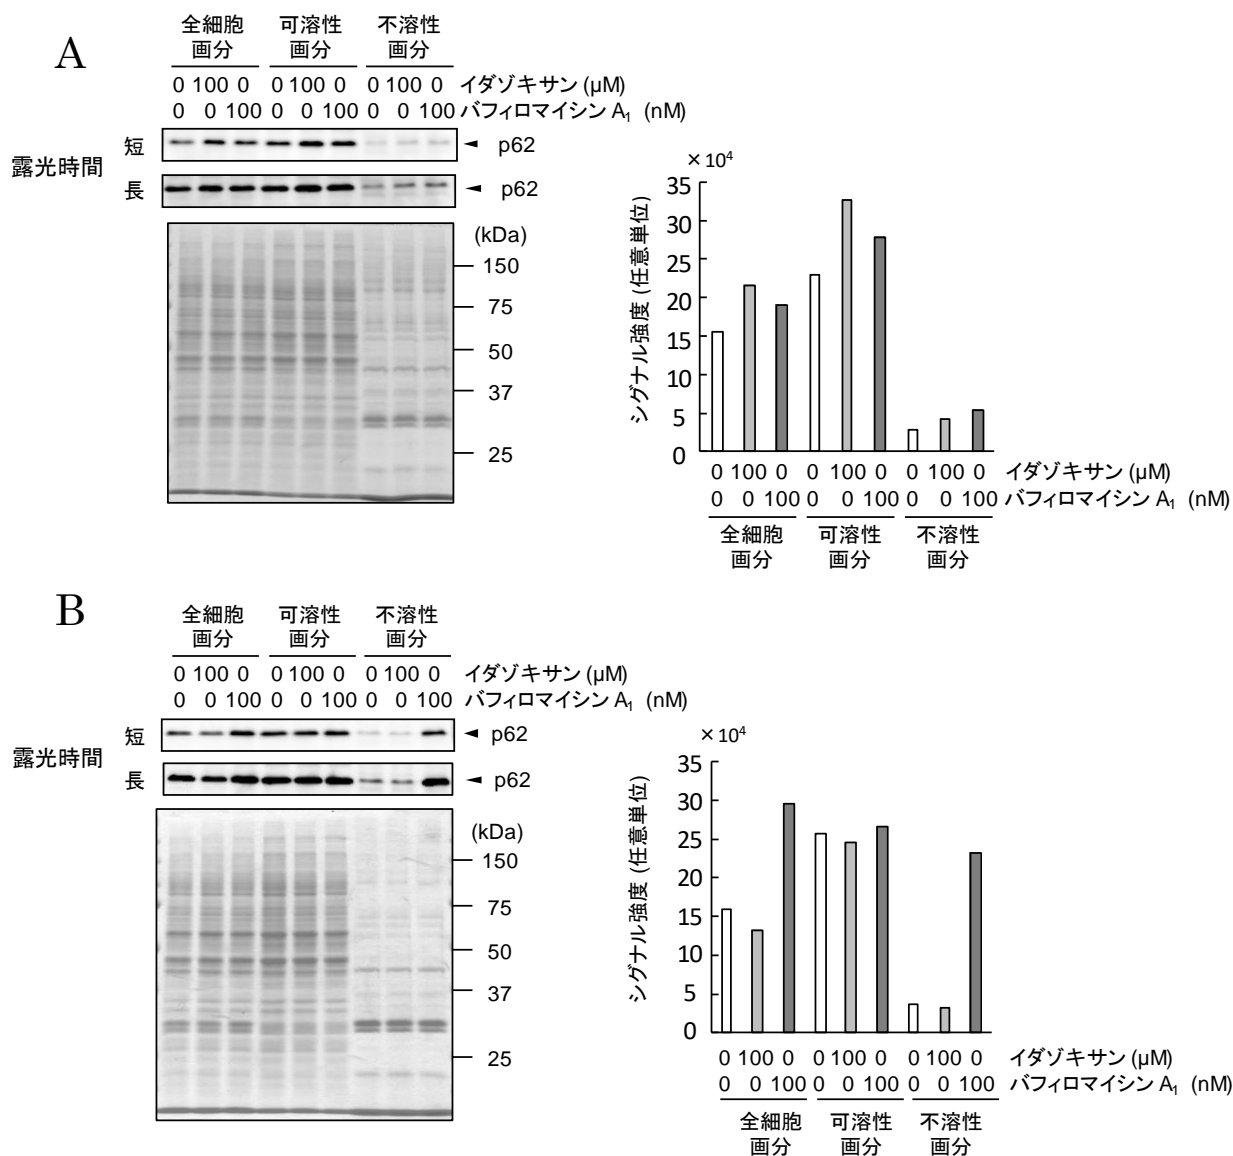 A
全細胞 可溶性 不溶性
画分 画分 画分
0 100 0 0 100 0 0 100 0 イダゾキサン (μM)
0 0 100 0 0 100 0 0 100 バフィロマイシン A₁ (nM)
露光時間
短 p62
長 p62
(kDa)
150
75
50
37
25
×10⁴
シグナル強度 (任意単位)
35
30
25
20
15
10
5
0
0 100 0 0 100 0 0 100 0 イダゾキサン (μM)
0 0 100 0 0 100 0 0 100 バフィロマイシン A₁ (nM)
全細胞 可溶性 不溶性
画分 画分 画分
B
全細胞 可溶性 不溶性
画分 画分 画分
0 100 0 0 100 0 0 100 0 イダゾキサン (μM)
0 0 100 0 0 100 0 0 100 バフィロマイシン A₁ (nM)
露光時間
短 p62
長 p62
(kDa)
150
75
50
37
25
×10⁴
シグナル強度 (任意単位)
35
30
25
20
15
10
5
0
0 100 0 0 100 0 0 100 0 イダゾキサン (μM)
0 0 100 0 0 100 0 0 100 バフィロマイシン A₁ (nM)
全細胞 可溶性 不溶性
画分 画分 画分